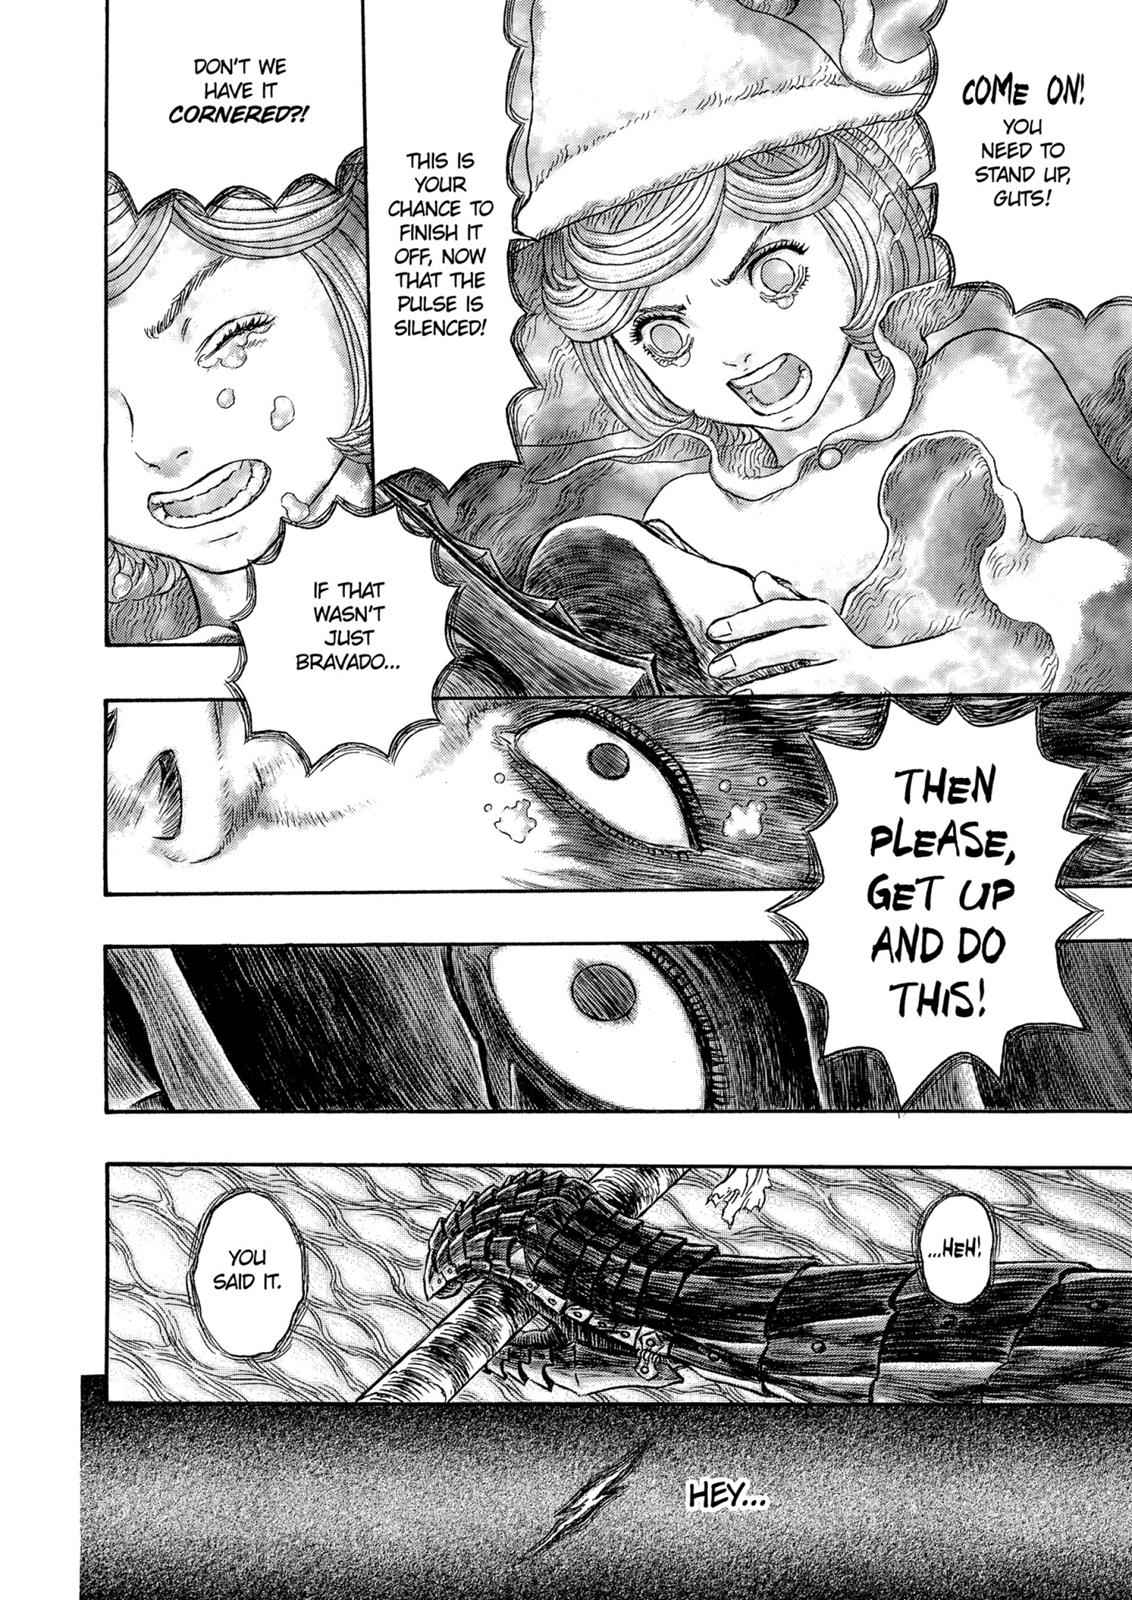 COME ON!
YOU
NEED TO
STAND UP,
GUTS!
THIS IS
YOUR
CHANCE TO
FINISH IT
OFF, NOW
THAT THE
PULSE IS
SILENCED!
DON'T WE
HAVE IT
CORNERED?!
IF THAT
WASN'T
JUST
BRAVADO...
THEN
PLEASE,
GET UP
AND DO
THIS!
...HEH!
YOU
SAID IT.
HEY...